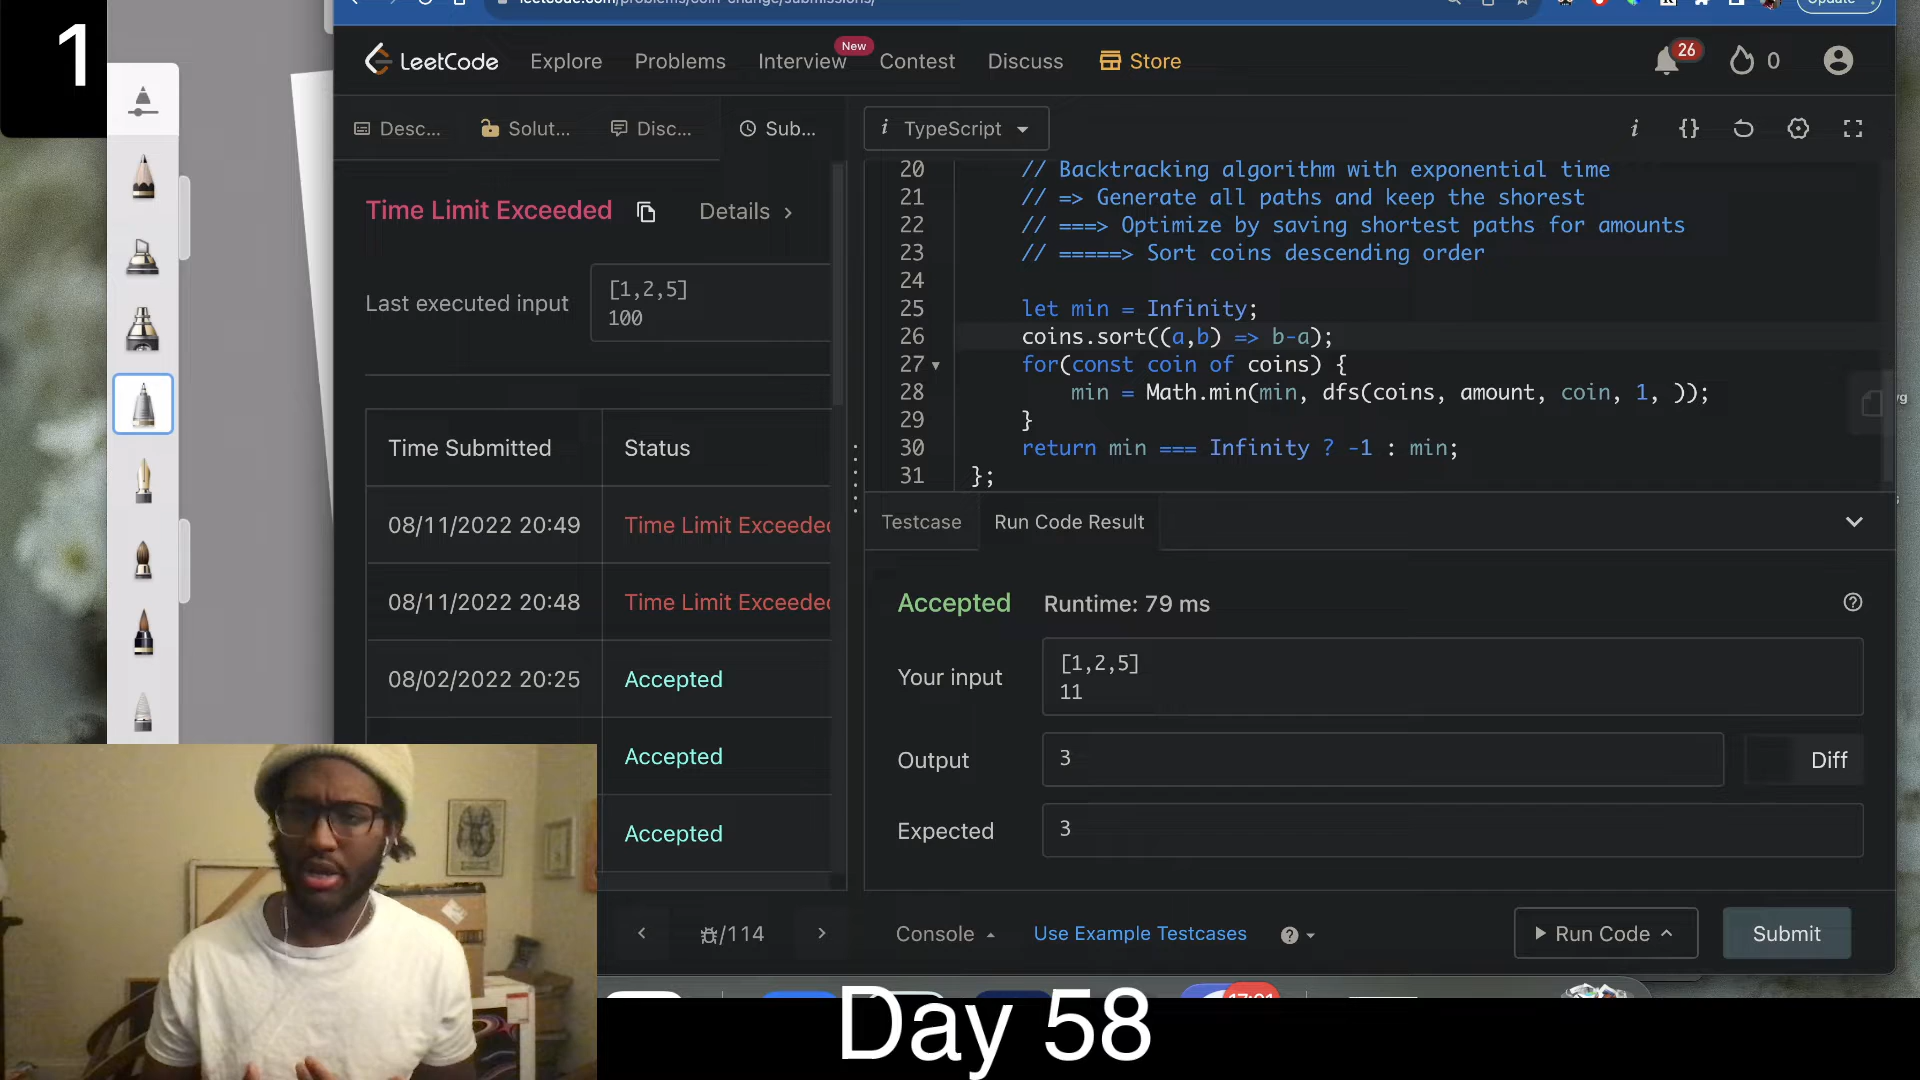 1
LeetCode
Explore
Problems
Interview
New
Contest
Discuss
Store
26
0
Desc...
Solut...
Disc...
Sub...
i TypeScript
i
{}
Time Limit Exceeded
Details >
Last executed input
[1,2,5]
100
Time Submitted Status
08/11/2022 20:49 Time Limit Exceeded
08/11/2022 20:48 Time Limit Exceeded
08/02/2022 20:25 Accepted
Accepted
Accepted
20 // Backtracking algorithm with exponential time
21 // => Generate all paths and keep the shorest
22 // ===> Optimize by saving shortest paths for amounts
23 // =====> Sort coins descending order
24
25 let min = Infinity;
26 coins.sort((a,b) => b-a);
27 for(const coin of coins) {
28 min = Math.min(min, dfs(coins, amount, coin, 1, ));
29 }
30 return min === Infinity ? -1 : min;
31 };
Testcase
Run Code Result
Accepted Runtime: 79 ms
Your input
[1,2,5]
11
Output
3
Diff
Expected
3
/114
Console
Use Example Testcases
Run Code
Submit
Day 58